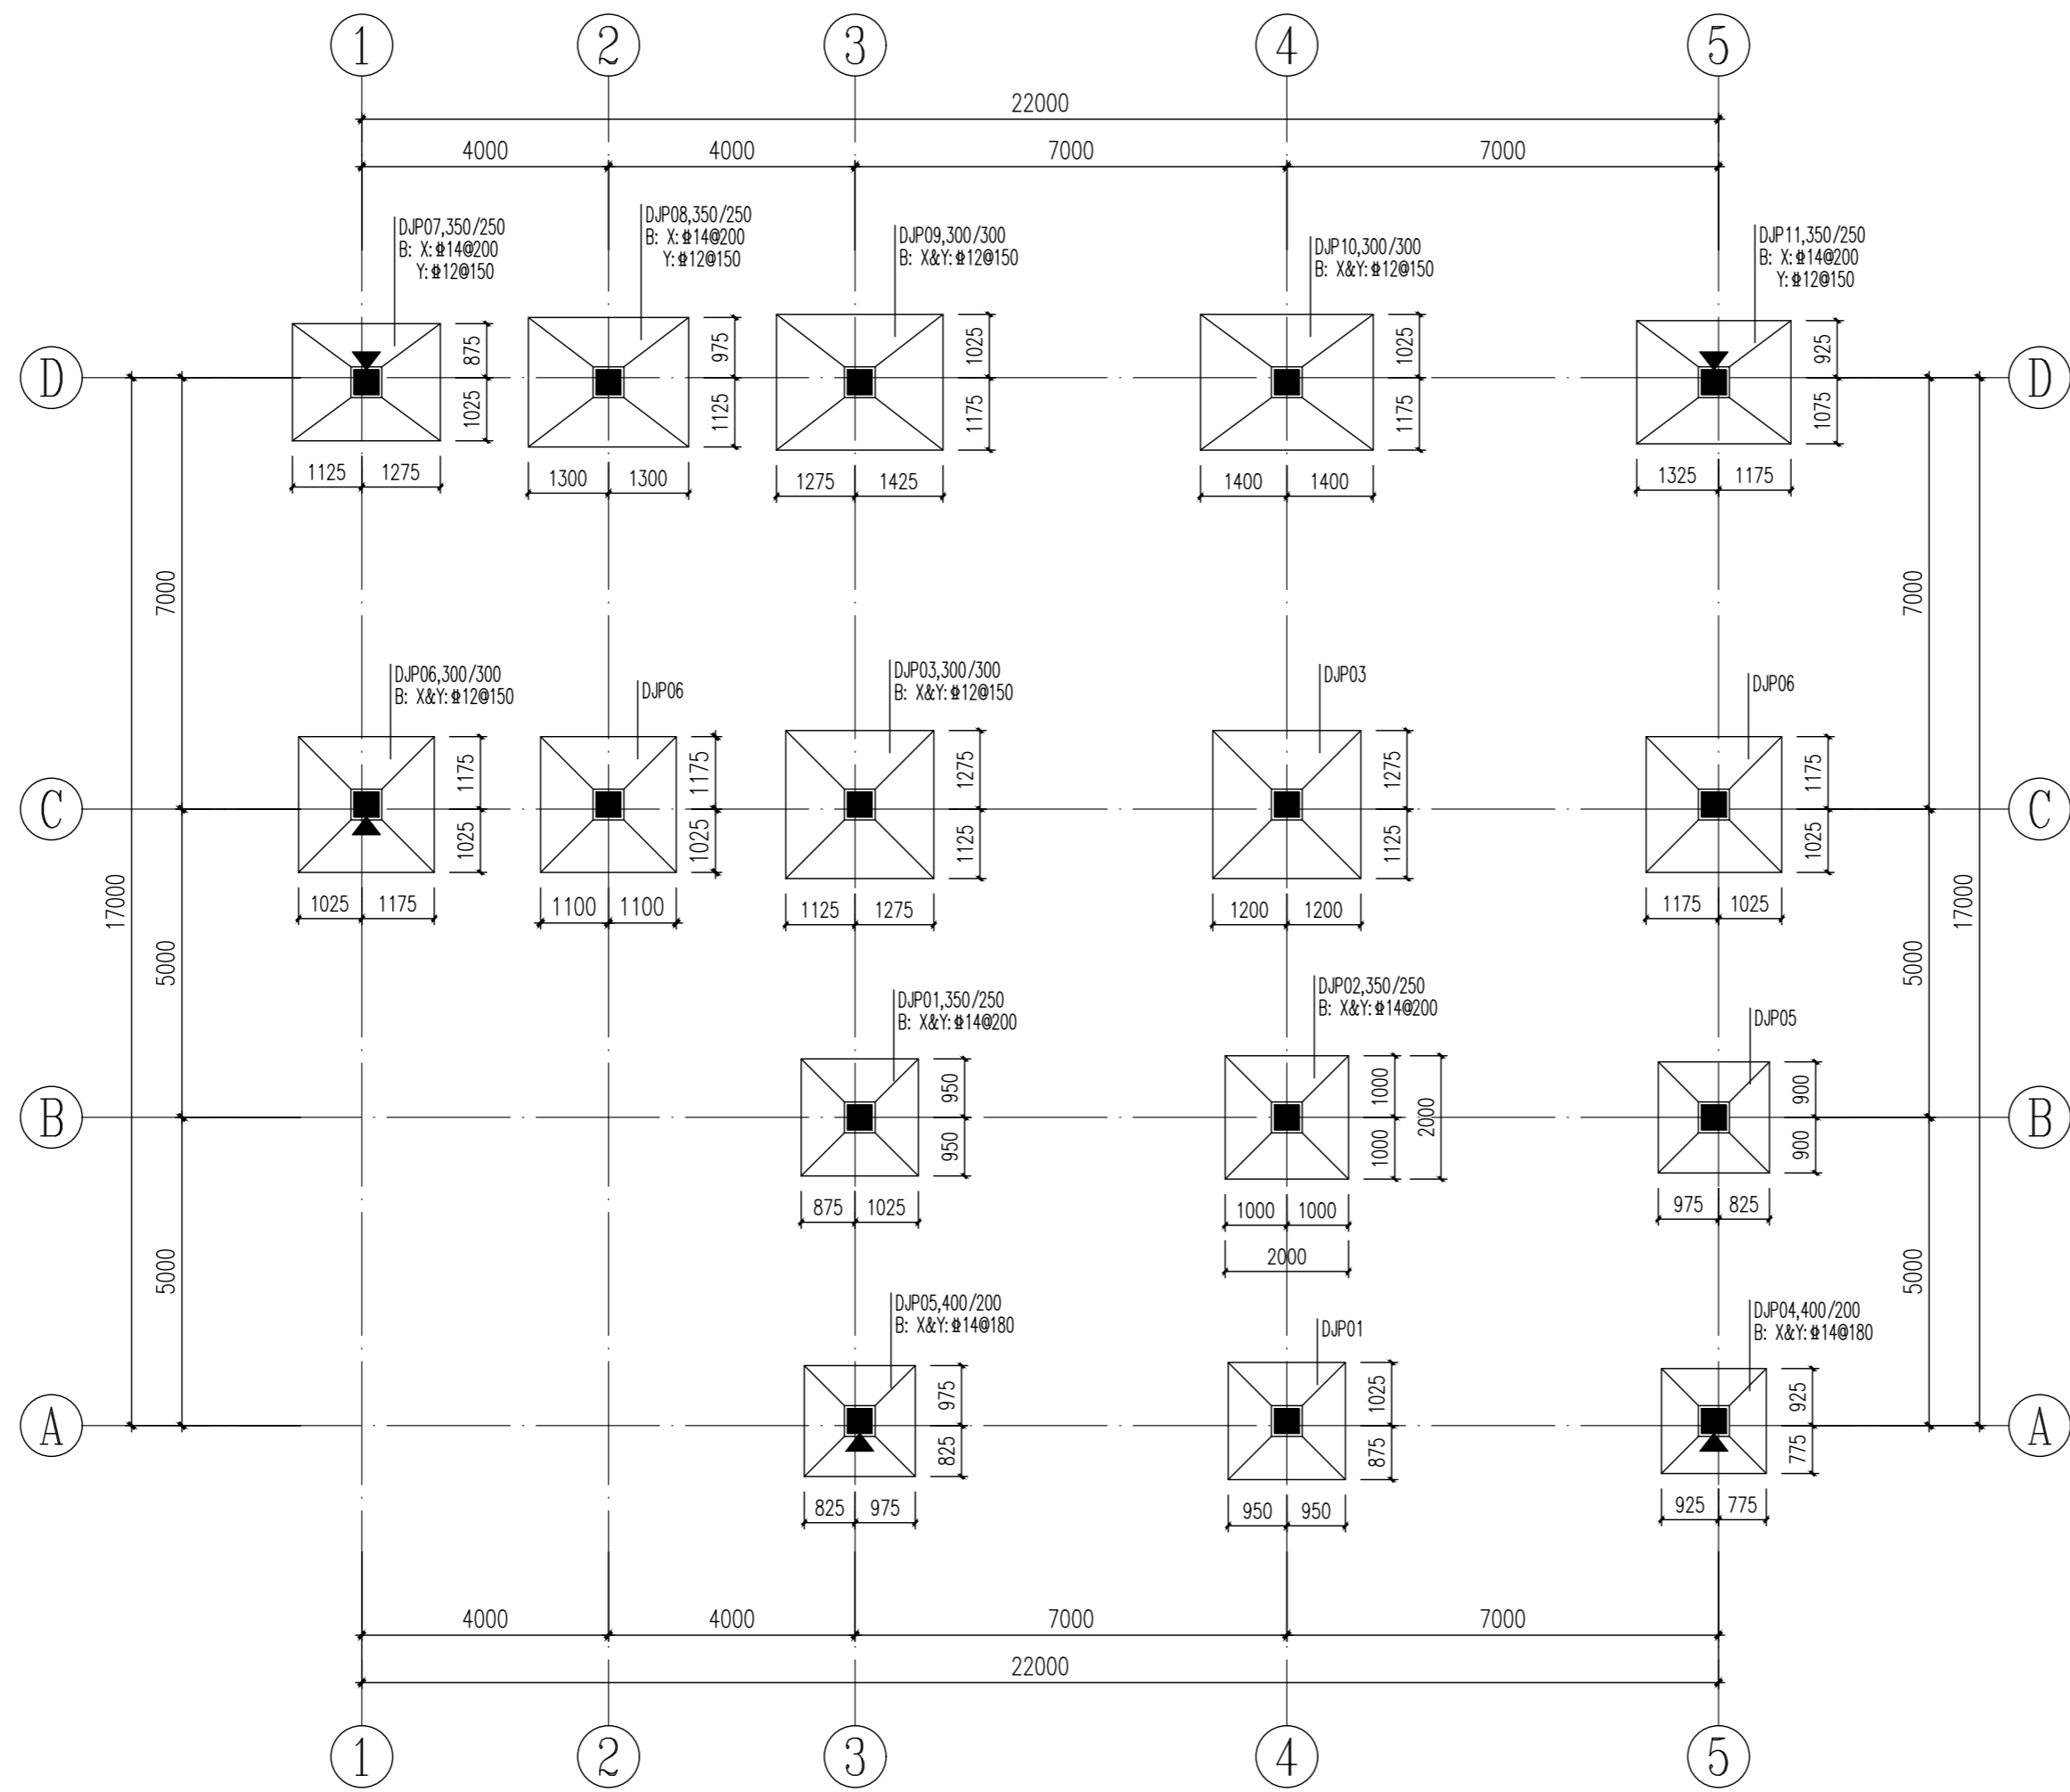 1 2 3 4 5
22000
4000 4000 7000 7000
DJP07,350/250
B: X:⌀14@200
Y:⌀12@150
DJP08,350/250
B: X:⌀14@200
Y:⌀12@150
DJP09,300/300
B: X&Y:⌀12@150
DJP10,300/300
B: X&Y:⌀12@150
DJP11,350/250
B: X:⌀14@200
Y:⌀12@150
D
875
1025
975
1125
1025
1175
1025
1175
925
1075
D
1125 1275
1300 1300
1275 1425
1400 1400
1325 1175
7000
7000
DJP06,300/300
B: X&Y:⌀12@150
DJP06
DJP03,300/300
B: X&Y:⌀12@150
DJP03
DJP06
C
1175
1025
1175
1025
1275
1125
1275
1125
1175
1025
C
1025 1175
1100 1100
1125 1275
1200 1200
1175 1025
17000
5000
5000
17000
DJP01,350/250
B: X&Y:⌀14@200
DJP02,350/250
B: X&Y:⌀14@200
DJP05
B
950
950
1000
1000
2000
900
900
B
875 1025
1000 1000
2000
975 825
5000
5000
DJP05,400/200
B: X&Y:⌀14@180
DJP01
DJP04,400/200
B: X&Y:⌀14@180
A
975
825
1025
875
925
775
A
825 975
950 950
925 775
4000 4000 7000 7000
22000
1 2 3 4 5